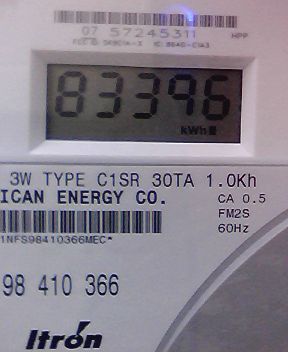 07 57245311
HPP
83396
kWh
3W TYPE C1SR 30TA 1.0Kh
ICAN ENERGY CO.
CA 0.5
FM2S
60Hz
1NFS98410366MEC*
98 410 366
Itron